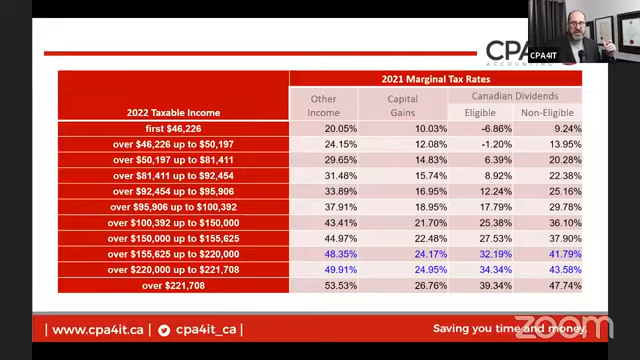 CPA4IT
CPA
ACCOUNTING
2021 Marginal Tax Rates
2022 Taxable Income
Other Income
Capital Gains
Canadian Dividends
Eligible Non-Eligible
first $46,226 20.05% 10.03% -6.86% 9.24%
over $46,226 up to $50,197 24.15% 12.08% -1.20% 13.95%
over $50,197 up to $81,411 29.65% 14.83% 6.39% 20.28%
over $81,411 up to $92,454 31.48% 15.74% 8.92% 22.38%
over $92,454 up to $95,906 33.89% 16.95% 12.24% 25.16%
over $95,906 up to $100,392 37.91% 18.95% 17.79% 29.78%
over $100,392 up to $150,000 43.41% 21.70% 25.38% 36.10%
over $150,000 up to $155,625 44.97% 22.48% 27.53% 37.90%
over $155,625 up to $220,000 48.35% 24.17% 32.19% 41.79%
over $220,000 up to $221,708 49.91% 24.95% 34.34% 43.58%
over $221,708 53.53% 26.76% 39.34% 47.74%
| www.cpa4it.ca | cpa4it_ca | Saving you time and money.
zoom